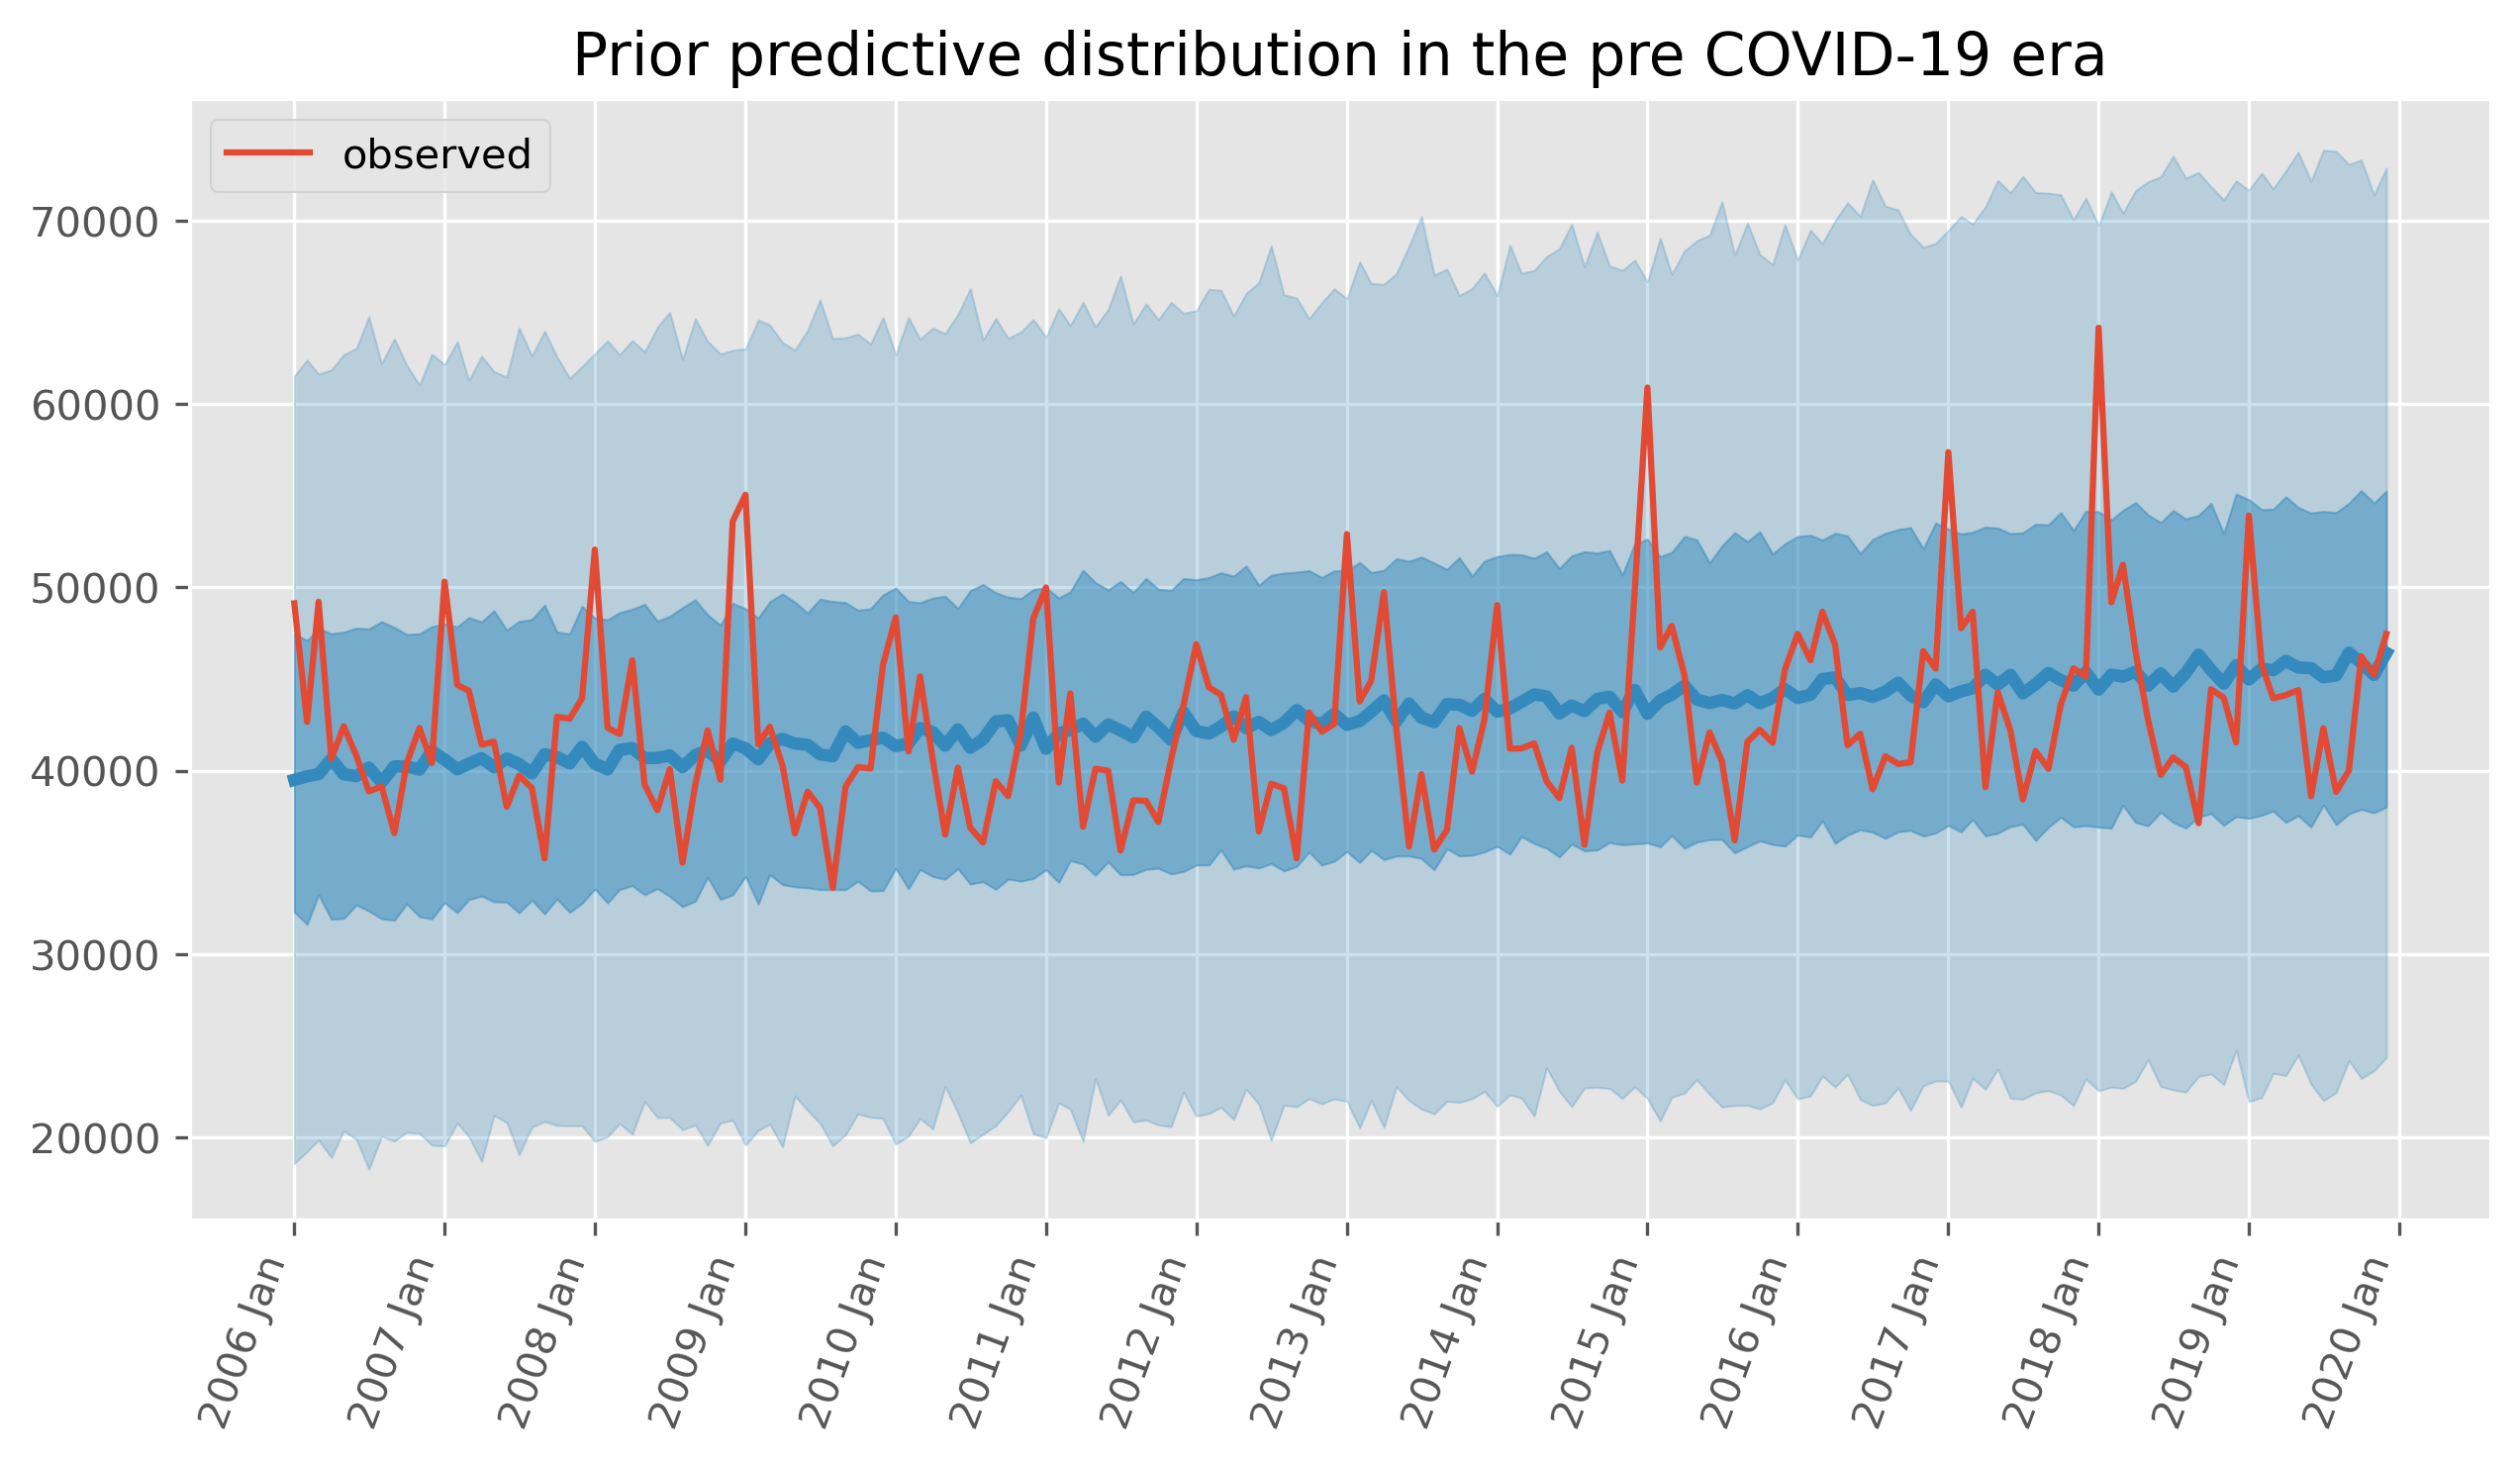 Prior predictive distribution in the pre COVID-19 era
observed
70000
60000
50000
40000
30000
20000
2006 Jan
2007 Jan
2008 Jan
2009 Jan
2010 Jan
2011 Jan
2012 Jan
2013 Jan
2014 Jan
2015 Jan
2016 Jan
2017 Jan
2018 Jan
2019 Jan
2020 Jan